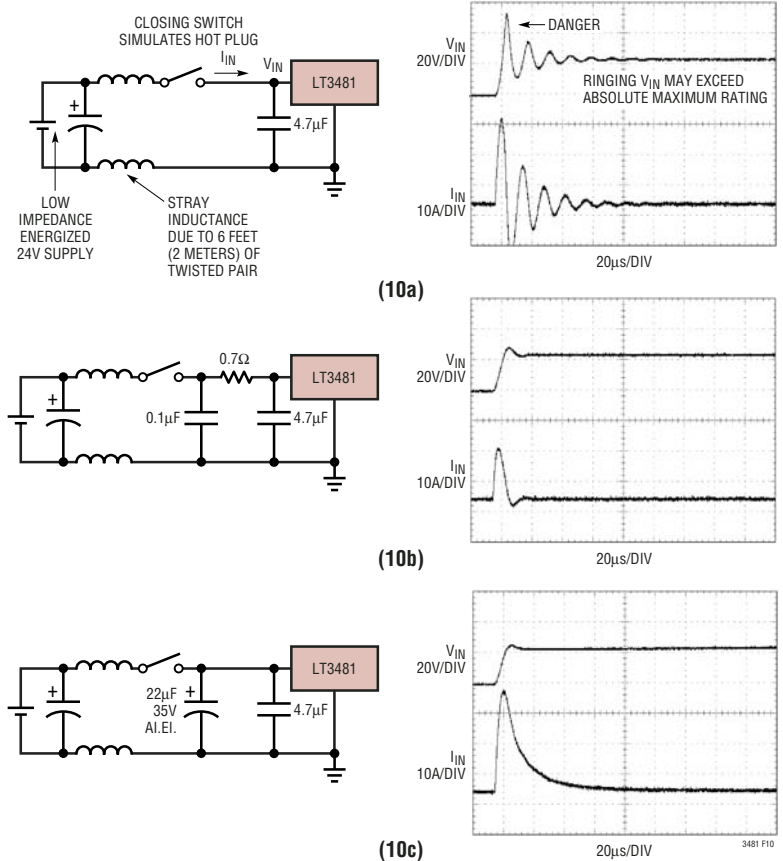 CLOSING SWITCH
SIMULATES HOT PLUG
I_IN
V_IN
LT3481
+
4.7µF
LOW
IMPEDANCE
ENERGIZED
24V SUPPLY
STRAY
INDUCTANCE
DUE TO 6 FEET
(2 METERS) OF
TWISTED PAIR
DANGER
V_IN
20V/DIV
RINGING V_IN MAY EXCEED
ABSOLUTE MAXIMUM RATING
I_IN
10A/DIV
20µs/DIV
(10a)
0.7Ω
LT3481
+
0.1µF
4.7µF
V_IN
20V/DIV
I_IN
10A/DIV
20µs/DIV
(10b)
LT3481
+
22µF
35V
AI.EI.
+
4.7µF
V_IN
20V/DIV
I_IN
10A/DIV
20µs/DIV
3481 F10
(10c)